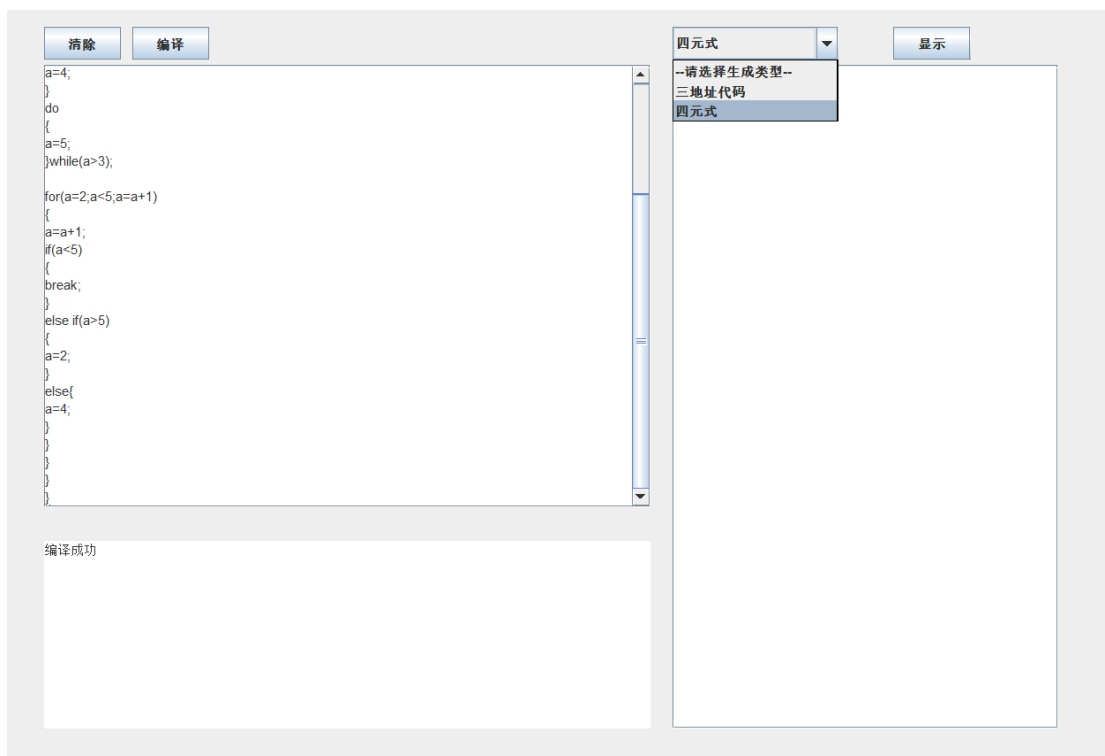 清除 编译 四元式 显示
--请选择生成类型--
三地址代码
四元式
a=4;
}
do
{
a=5;
}while(a>3);
for(a=2;a<5;a=a+1)
{
a=a+1;
if(a<5)
{
break;
}
else if(a>5)
{
a=2;
}
else{
a=4;
}
}
}
}
}
编译成功